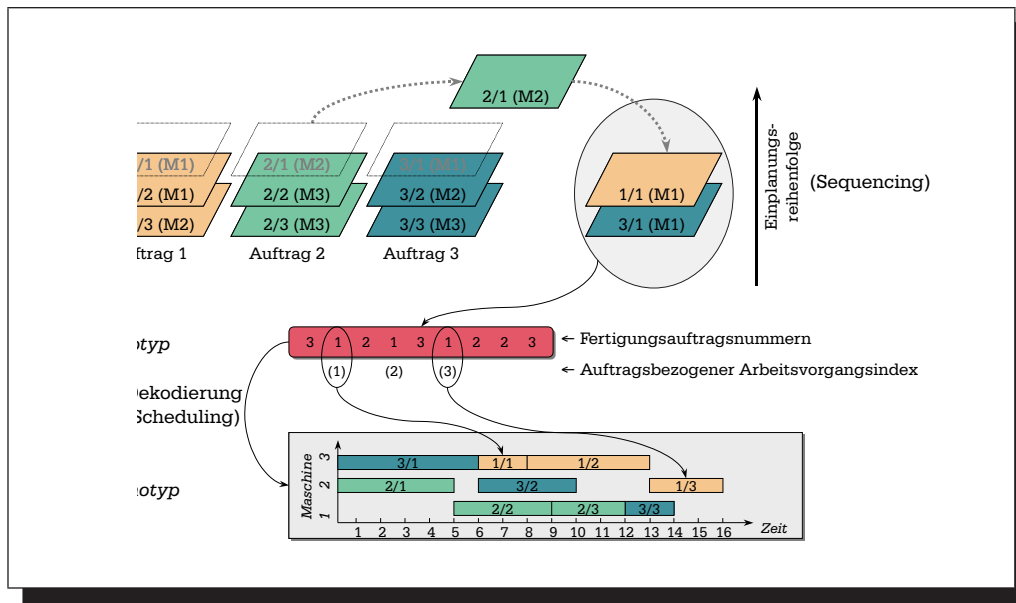 2/1 (M2)
/1 (M1) 2/1 (M2) 3/1 (M1)
/2 (M1) 2/2 (M3) 3/2 (M2) 1/1 (M1)
/3 (M2) 2/3 (M3) 3/3 (M3) 3/1 (M1)
ftrag 1 Auftrag 2 Auftrag 3
Einplanungs-
reihenfolge
(Sequencing)
3 1 2 1 3 1 2 2 3
(1) (2) (3)
← Fertigungsauftragsnummern
← Auftragsbezogener Arbeitsvorgangsindex
typ
ekodierung
Scheduling)
otyp
Maschine
3 3/1 1/1 1/2
2 2/1 3/2 1/3
1 2/2 2/3 3/3
1 2 3 4 5 6 7 8 9 10 11 12 13 14 15 16 Zeit